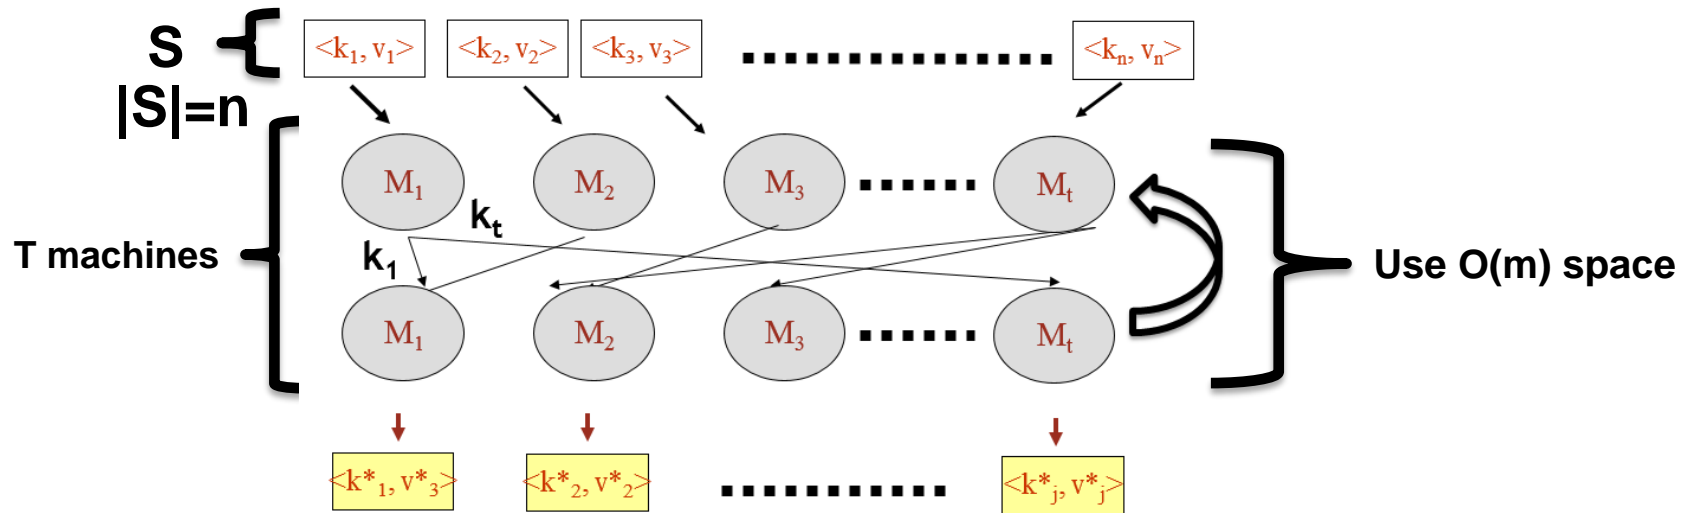 S
<k₁, v₁> <k₂, v₂> <k₃, v₃> <kₙ, vₙ>
|S|=n
M₁ M₂ M₃ Mₜ
kₜ
T machines
k₁
Use O(m) space
M₁ M₂ M₃ Mₜ
<k*₁, v*₃> <k*₂, v*₂> <k*ⱼ, v*ⱼ>